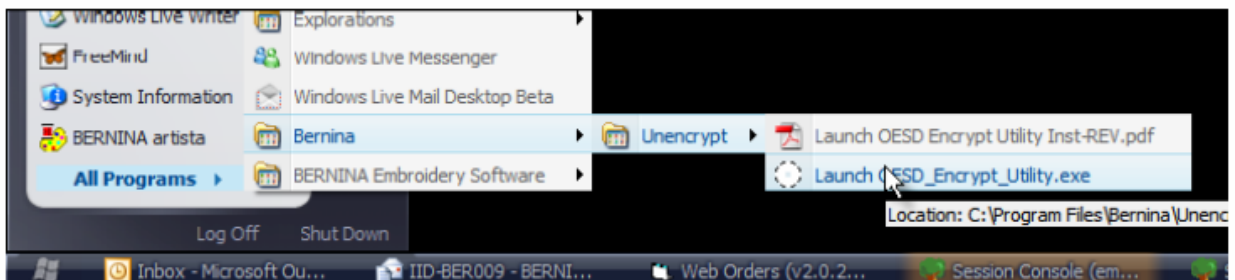 Windows Live Writer
FreeMind
System Information
BERNINA artista
All Programs
Log Off Shut Down
Explorations
Windows Live Messenger
Windows Live Mail Desktop Beta
Bernina
BERNINA Embroidery Software
Unencrypt
Launch OESD Encrypt Utility Inst-REV.pdf
Launch OESD_Encrypt_Utility.exe
Location: C:\Program Files\Bernina\Unenc
Inbox - Microsoft Ou... IID-BER009 - BERNI... Web Orders (v2.0.2... Session Console (em...